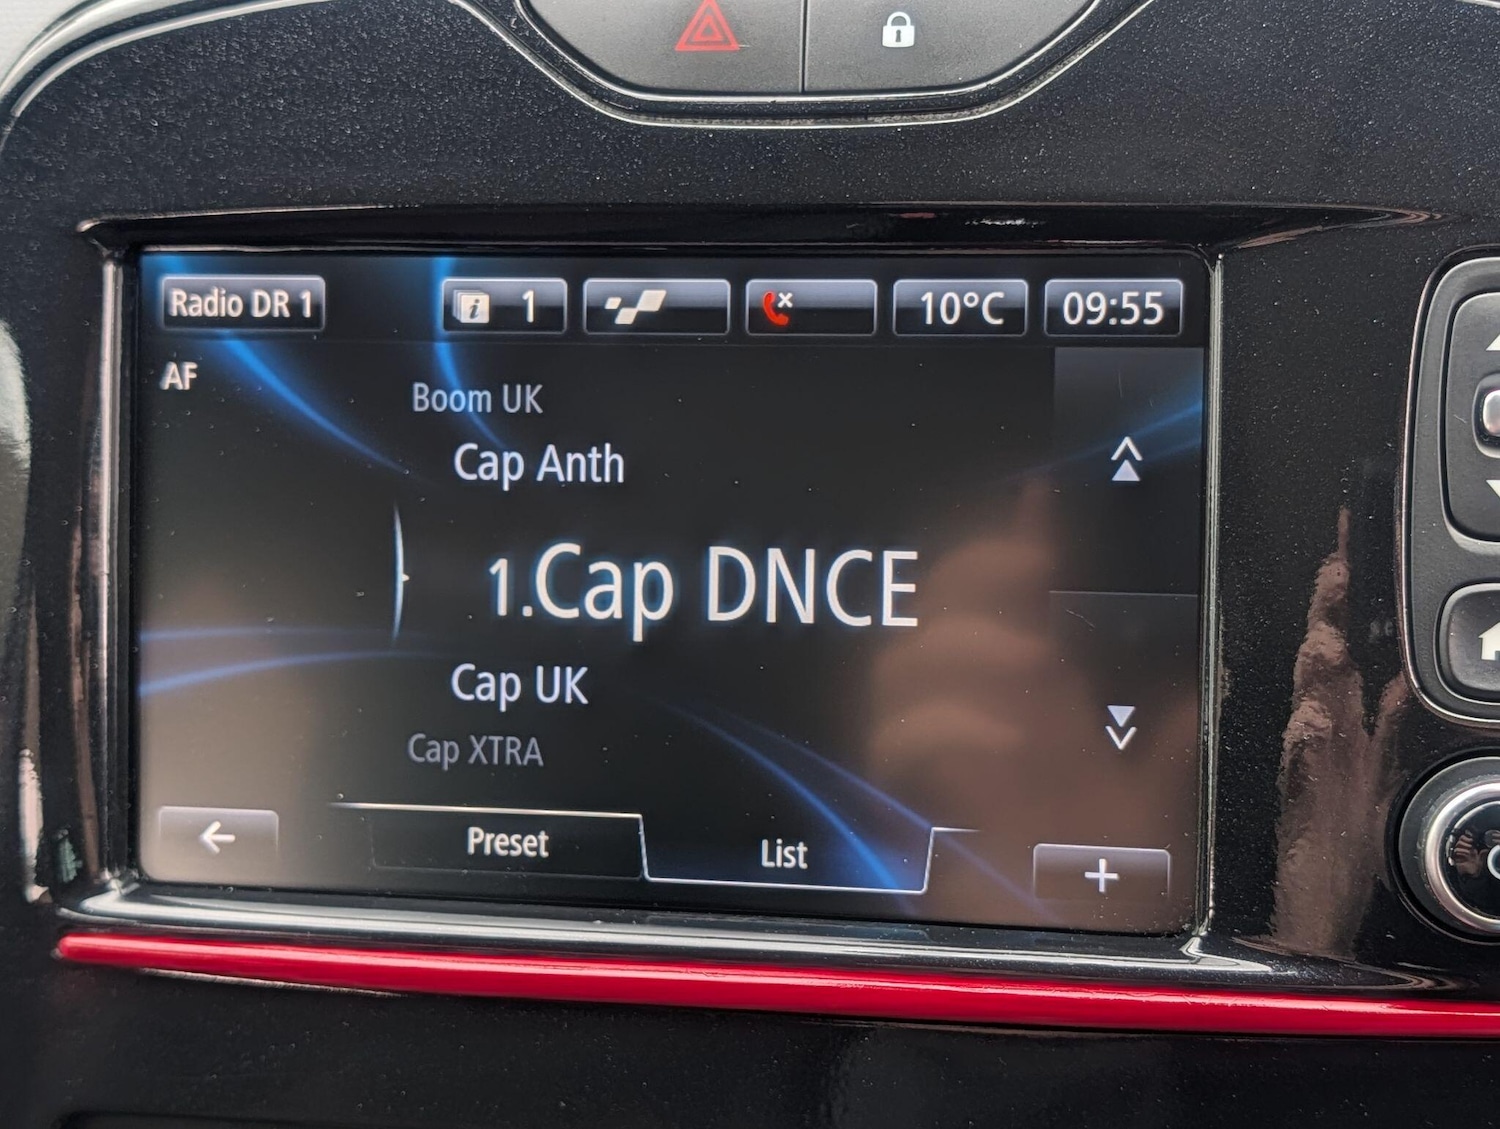 Radio DR 1
i 1
10°C
09:55
AF
Boom UK
Cap Anth
1.Cap DNCE
Cap UK
Cap XTRA
Preset
List
+